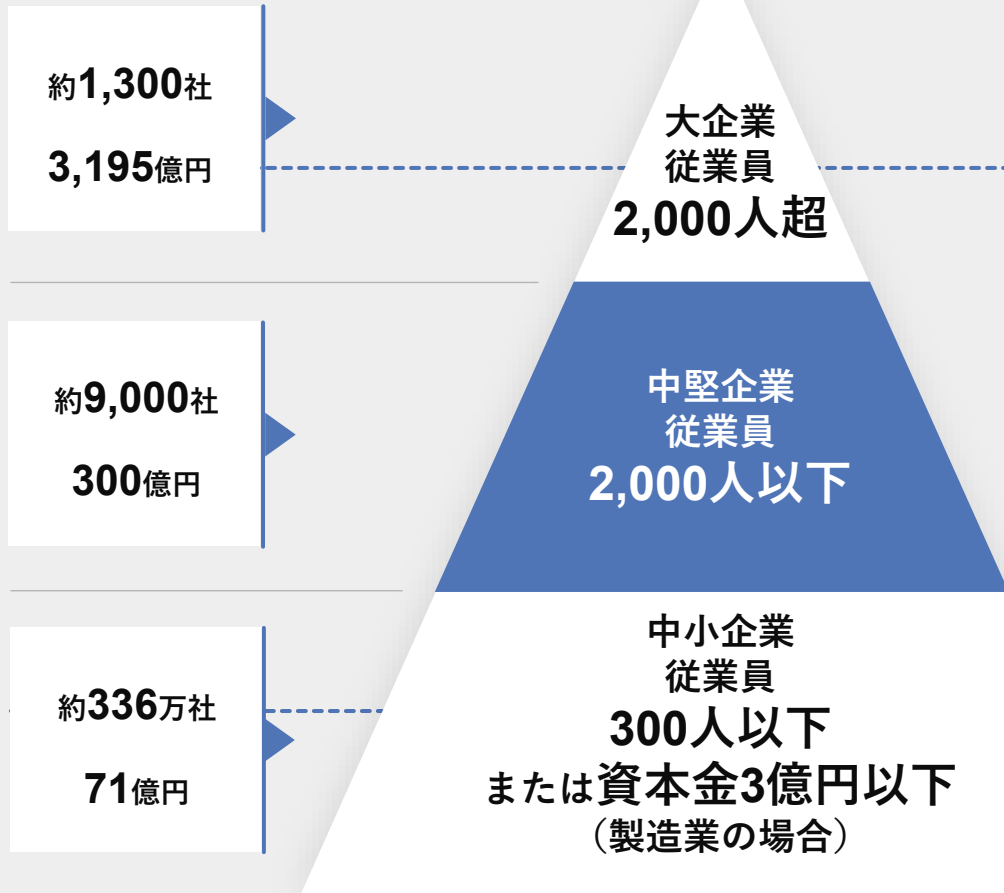 約1,300社
3,195億円
大企業
従業員
2,000人超
約9,000社
300億円
中堅企業
従業員
2,000人以下
約336万社
71億円
中小企業
従業員
300人以下
または資本金3億円以下
（製造業の場合）